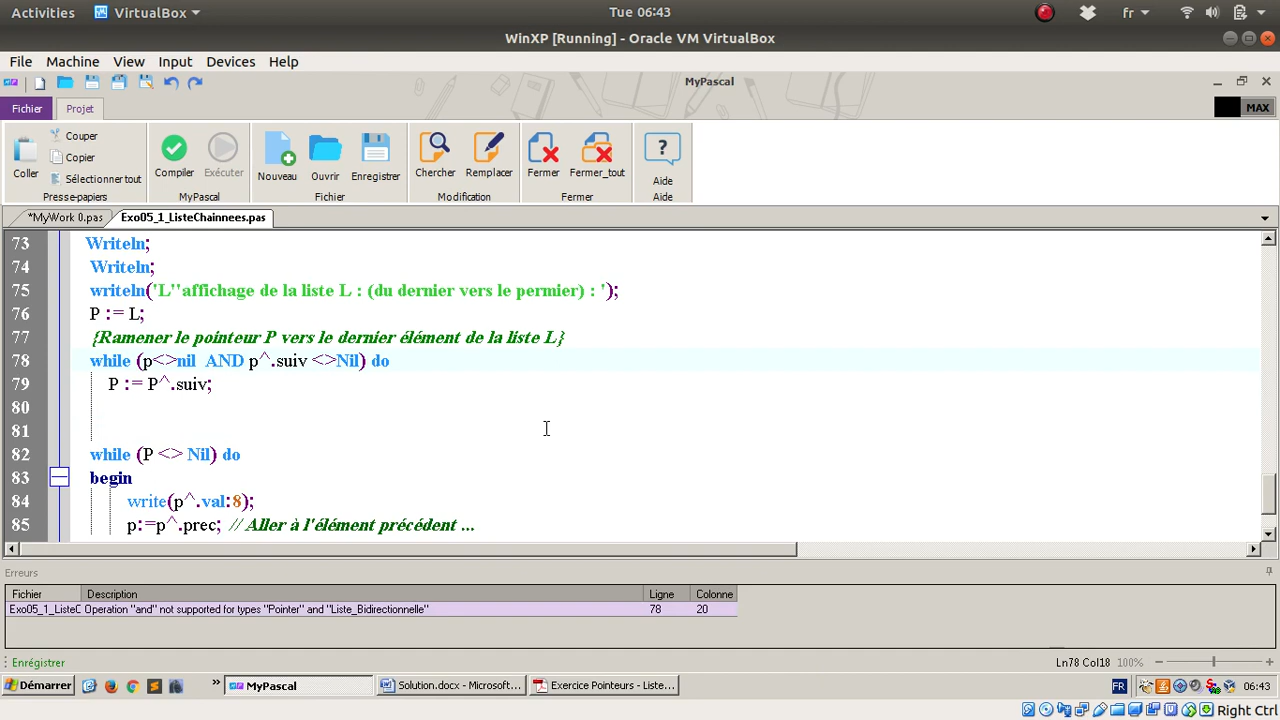 Activities VirtualBox Tue 06:43 fr
WinXP [Running] - Oracle VM VirtualBox
File Machine View Input Devices Help
MyPascal
Fichier Projet MAX
Coller Couper Copier Sélectionner tout
Compiler Exécuter Nouveau Ouvrir Enregistrer Chercher Remplacer Fermer Fermer_tout ? Aide
Presse-papiers MyPascal Fichier Modification Fermer Aide
*MyWork 0.pas Exo05_1_ListeChainnees.pas
73 Writeln;
74 Writeln;
75 writeln('L''affichage de la liste L : (du dernier vers le permier) : ');
76 P := L;
77 {Ramener le pointeur P vers le dernier élément de la liste L}
78 while (p<>nil AND p^.suiv <>Nil) do
79 P := P^.suiv;
80
81
82 while (P <> Nil) do
83 begin
84 write(p^.val:8);
85 p:=p^.prec; // Aller à l'élément précédent ...
Erreurs
Fichier Description Ligne Colonne
Exo05_1_ListeC Operation "and" not supported for types "Pointer" and "Liste_Bidirectionnelle" 78 20
Enrégistrer Ln78 Col18 100%
Démarrer » MyPascal Solution.docx - Microsoft... Exercice Pointeurs - Liste... FR 06:43
Right Ctrl